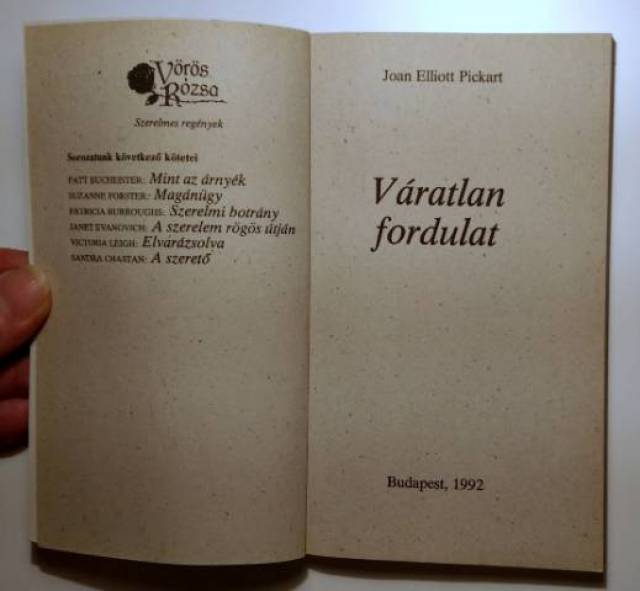 Vörös
Rózsa
Szerelmes regények
Sorozatunk következő kötetei
PATT BUCHEISTER: Mint az árnyék
SUZANNE FORSTER: Magánügy
PATRICIA BURROUGHS: Szerelmi botrány
JANET EVANOVICH: A szerelem rögös útján
VICTORIA LEIGH: Elvarázsolva
SANDRA CHASTAN: A szerető
Joan Elliott Pickart
Váratlan
fordulat
Budapest, 1992